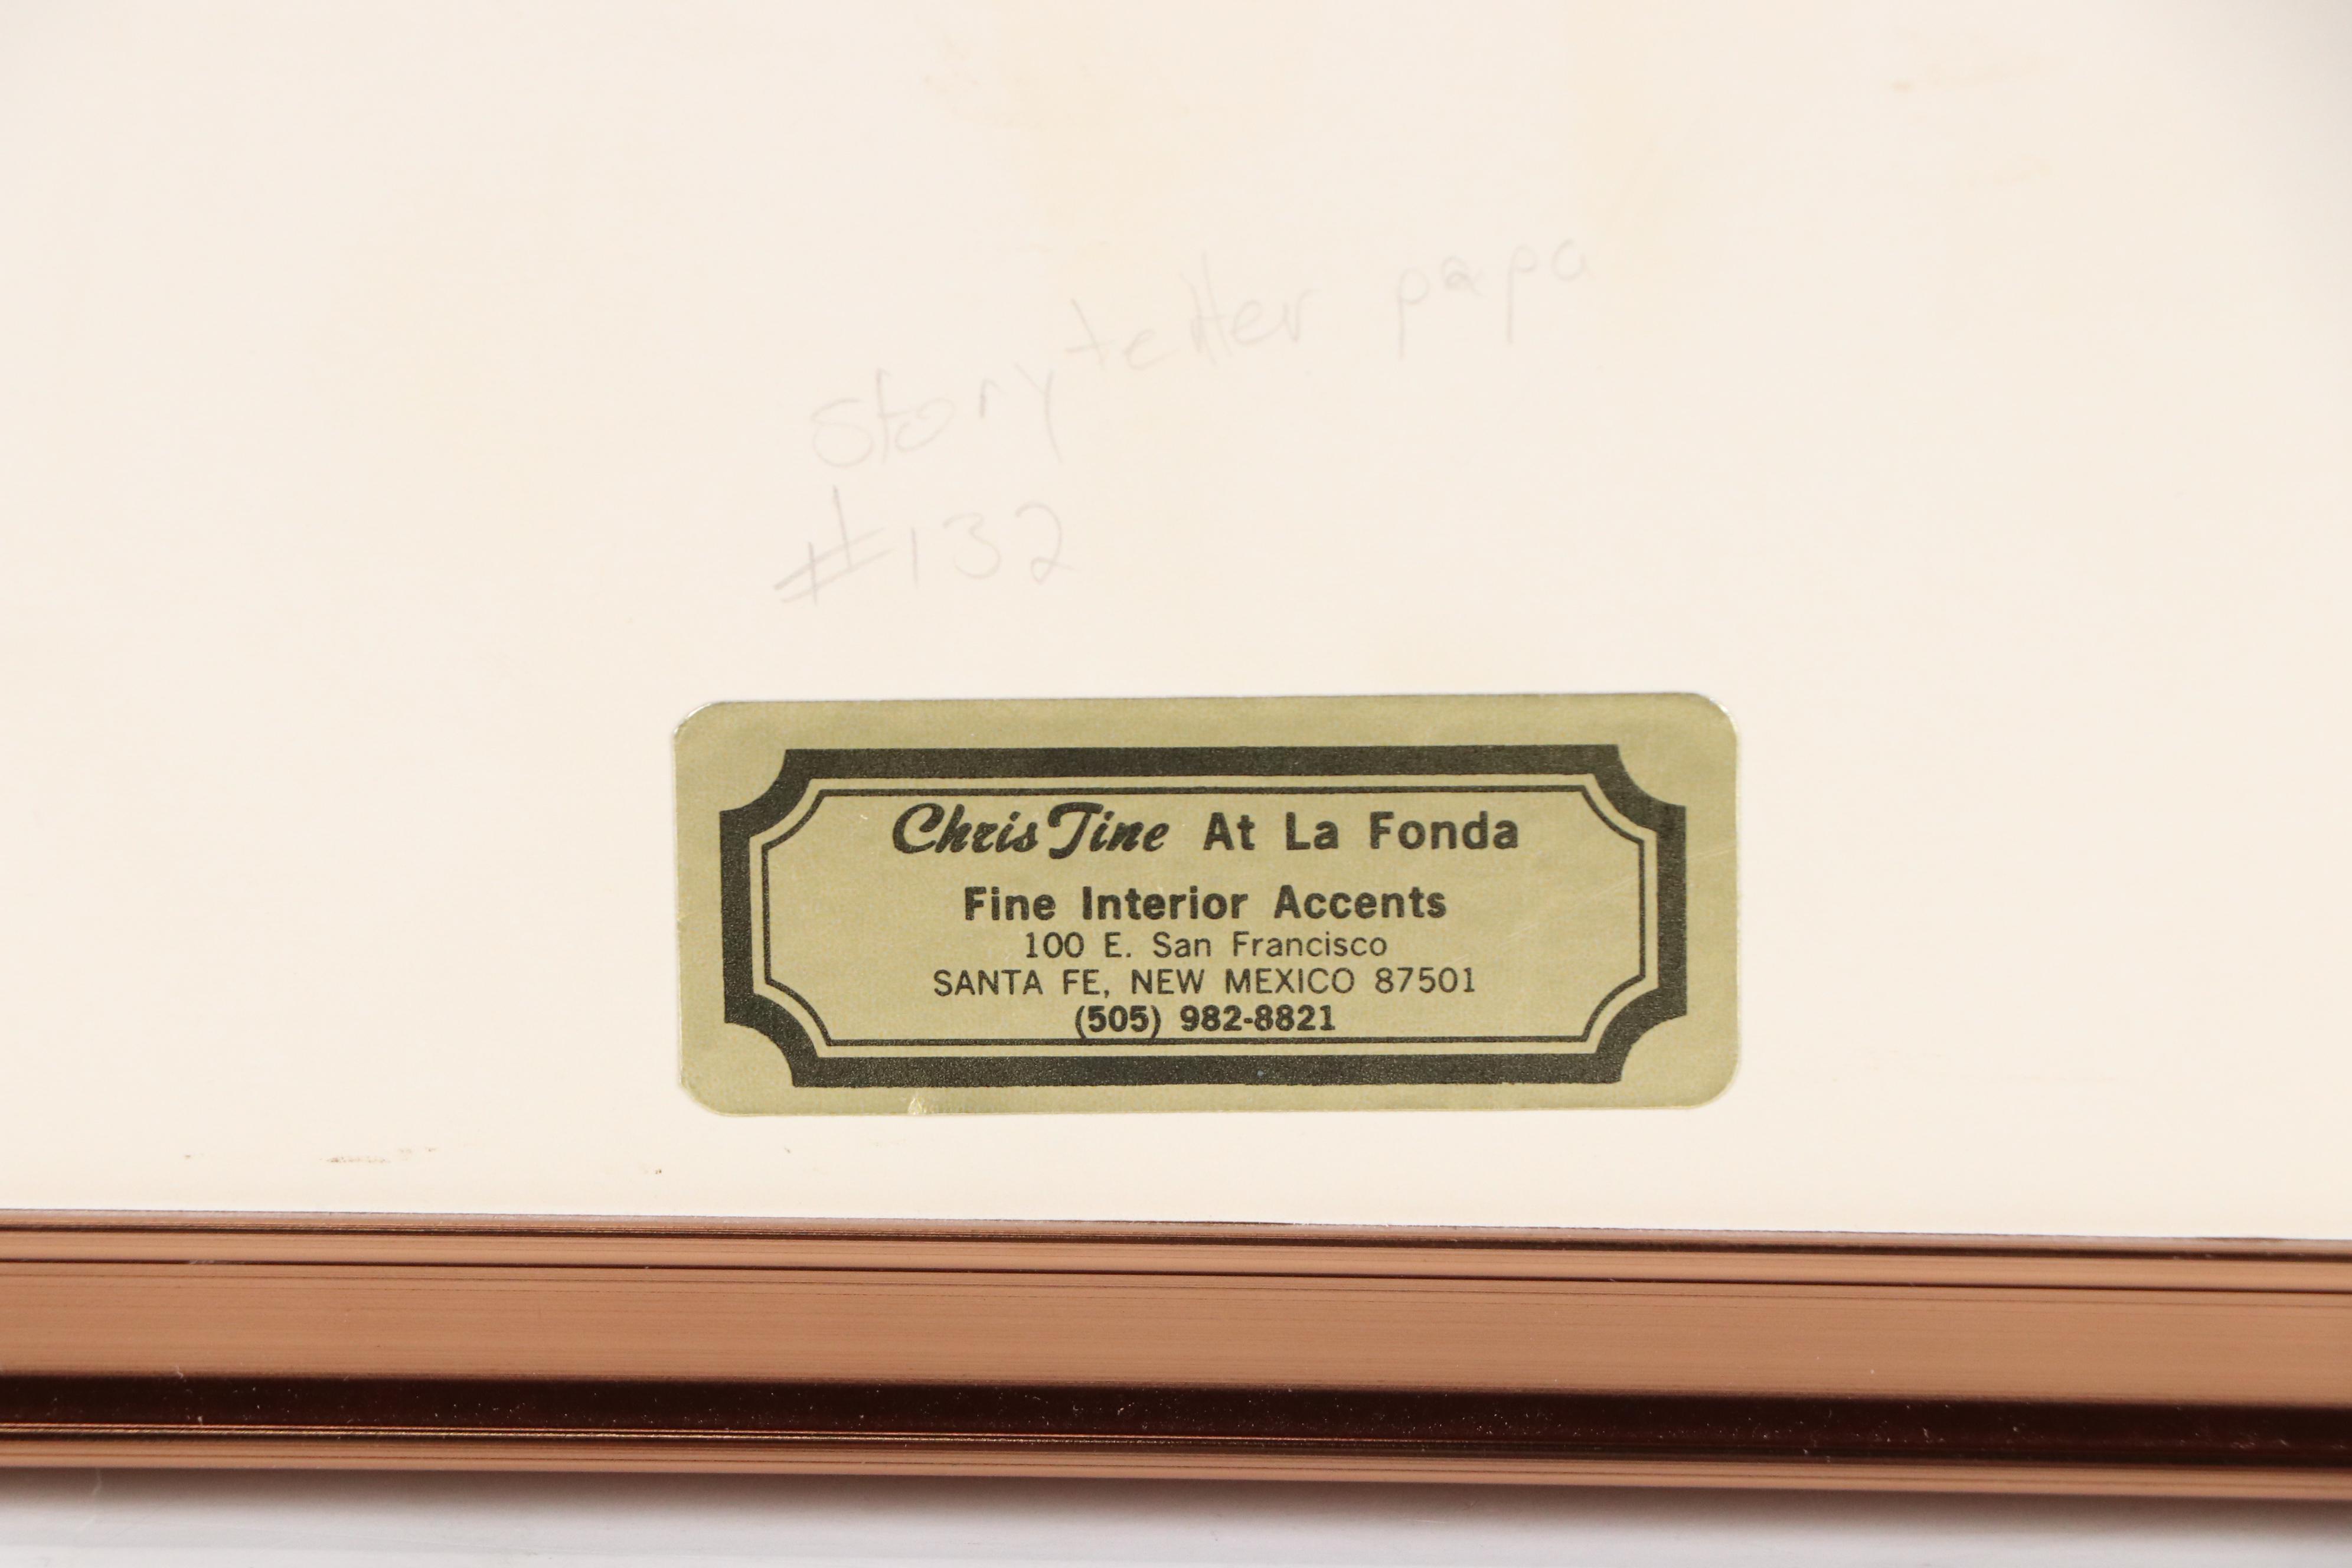 storyteller papa
#132
ChrisTine At La Fonda
Fine Interior Accents
100 E. San Francisco
SANTA FE, NEW MEXICO 87501
(505) 982-8821